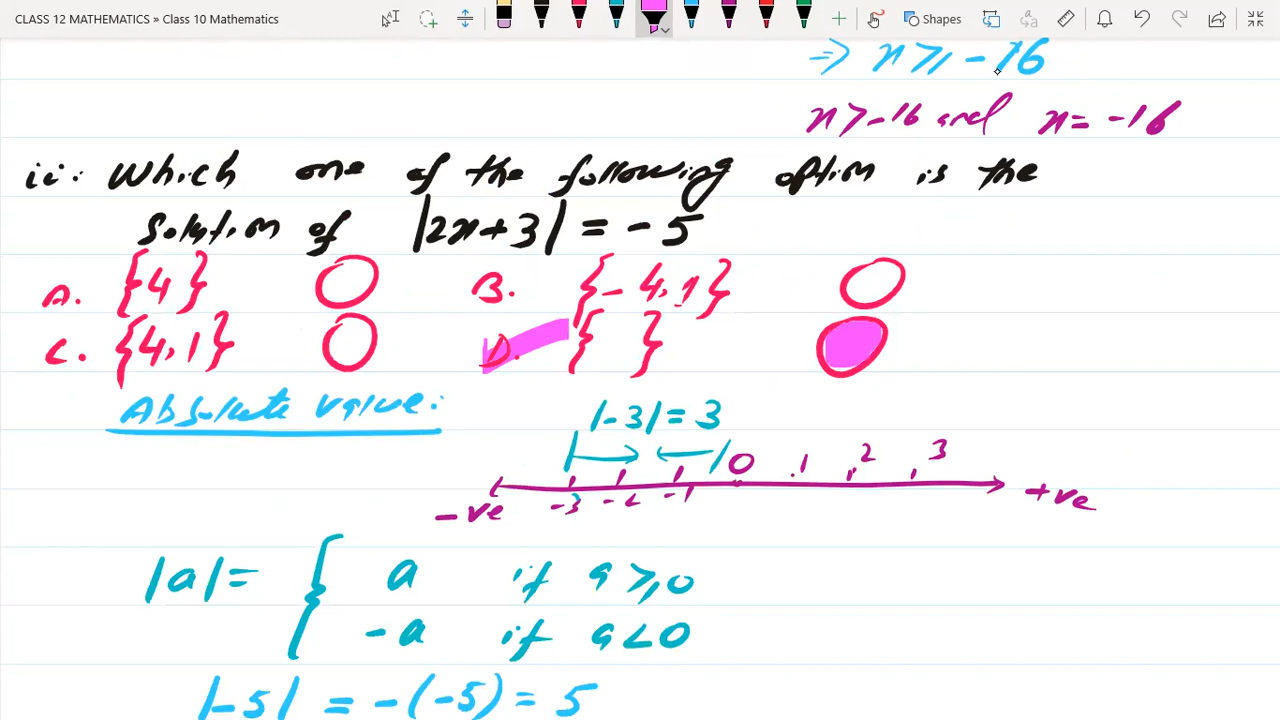 CLASS 12 MATHEMATICS » Class 10 Mathematics
Shapes
⇒ x ≥ -16
x > -16 and x = -16
ii. Which one of the following option is the
Solution of |2x+3| = -5
A. {4} B. {-4, 1}
C. {4, 1} D. { }
Absolute value:
|-3| = 3
-3 -2 -1 0 1 2 3
-ve +ve
|a| = { a if a ≥ 0
-a if a < 0
|-5| = -(-5) = 5